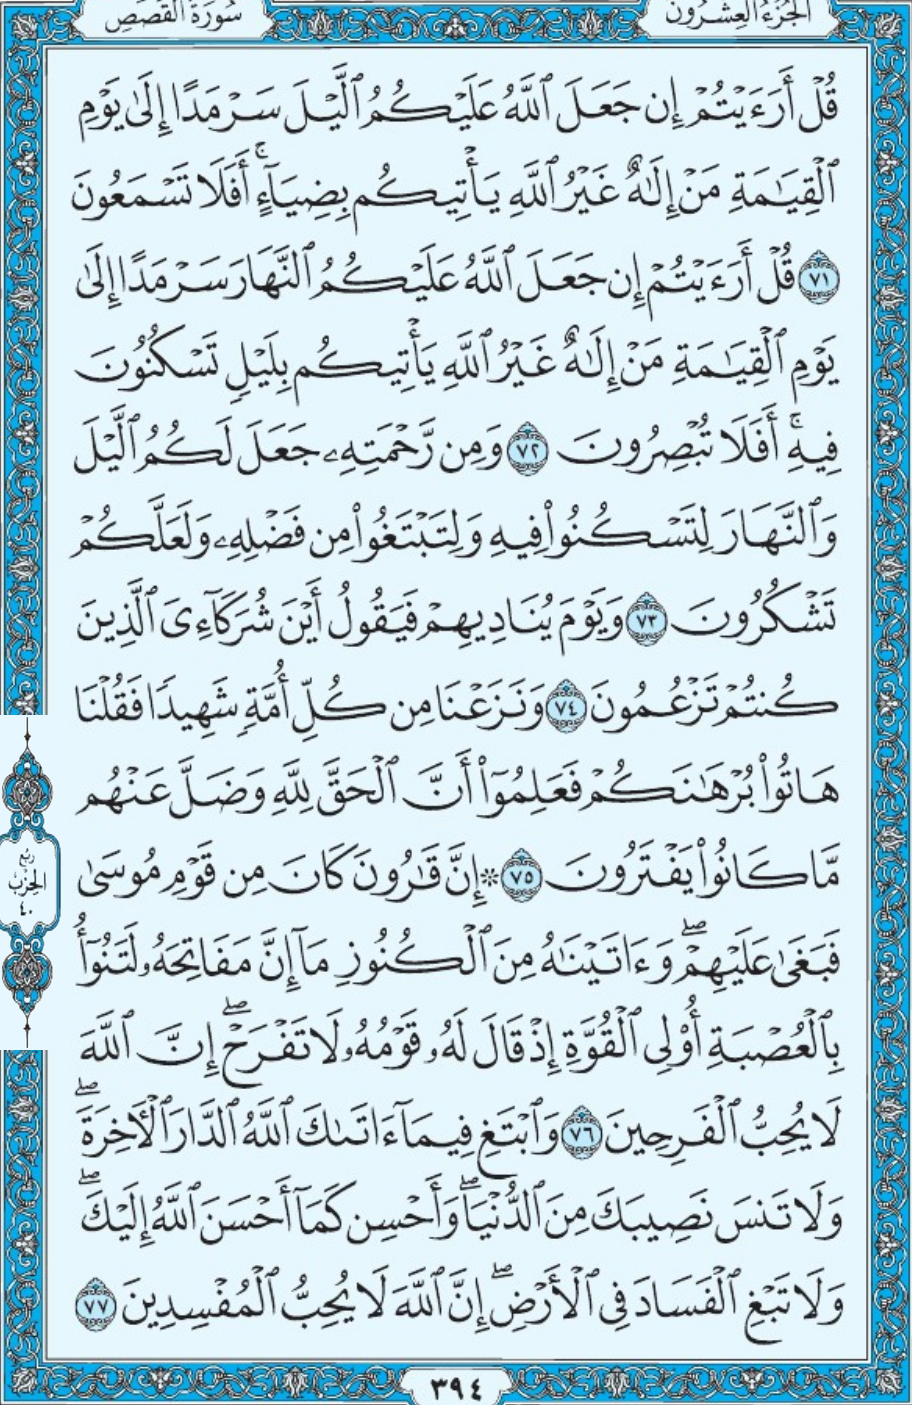 الجُزْءُ العِشْرُونَ
سُورَةُ القَصَصِ
قُلْ أَرَءَيْتُمْ إِن جَعَلَ ٱللَّهُ عَلَيْكُمُ ٱلَّيْلَ سَرْمَدًا إِلَىٰ يَوْمِ
ٱلْقِيَٰمَةِ مَنْ إِلَٰهٌ غَيْرُ ٱللَّهِ يَأْتِيكُم بِضِيَآءٍۚ أَفَلَا تَسْمَعُونَ
٧١ قُلْ أَرَءَيْتُمْ إِن جَعَلَ ٱللَّهُ عَلَيْكُمُ ٱلنَّهَارَ سَرْمَدًا إِلَىٰ
يَوْمِ ٱلْقِيَٰمَةِ مَنْ إِلَٰهٌ غَيْرُ ٱللَّهِ يَأْتِيكُم بِلَيْلٍ تَسْكُنُونَ
فِيهِۚ أَفَلَا تُبْصِرُونَ ٧٢ وَمِن رَّحْمَتِهِۦ جَعَلَ لَكُمُ ٱلَّيْلَ
وَٱلنَّهَارَ لِتَسْكُنُوا۟ فِيهِ وَلِتَبْتَغُوا۟ مِن فَضْلِهِۦ وَلَعَلَّكُمْ
تَشْكُرُونَ ٧٣ وَيَوْمَ يُنَادِيهِمْ فَيَقُولُ أَيْنَ شُرَكَآءِىَ ٱلَّذِينَ
كُنتُمْ تَزْعُمُونَ ٧٤ وَنَزَعْنَا مِن كُلِّ أُمَّةٍ شَهِيدًا فَقُلْنَا
هَاتُوا۟ بُرْهَٰنَكُمْ فَعَلِمُوٓا۟ أَنَّ ٱلْحَقَّ لِلَّهِ وَضَلَّ عَنْهُم
مَّا كَانُوا۟ يَفْتَرُونَ ٧٥ ۞ إِنَّ قَٰرُونَ كَانَ مِن قَوْمِ مُوسَىٰ
فَبَغَىٰ عَلَيْهِمْۖ وَءَاتَيْنَٰهُ مِنَ ٱلْكُنُوزِ مَآ إِنَّ مَفَاتِحَهُۥ لَتَنُوٓأُ
بِٱلْعُصْبَةِ أُو۟لِى ٱلْقُوَّةِ إِذْ قَالَ لَهُۥ قَوْمُهُۥ لَا تَفْرَحْۖ إِنَّ ٱللَّهَ
لَا يُحِبُّ ٱلْفَرِحِينَ ٧٦ وَٱبْتَغِ فِيمَآ ءَاتَىٰكَ ٱللَّهُ ٱلدَّارَ ٱلْءَاخِرَةَۖ
وَلَا تَنسَ نَصِيبَكَ مِنَ ٱلدُّنْيَاۖ وَأَحْسِن كَمَآ أَحْسَنَ ٱللَّهُ إِلَيْكَۖ
وَلَا تَبْغِ ٱلْفَسَادَ فِى ٱلْأَرْضِۖ إِنَّ ٱللَّهَ لَا يُحِبُّ ٱلْمُفْسِدِينَ ٧٧
رُبْع
الحِزْب
٤٠
٣٩٤